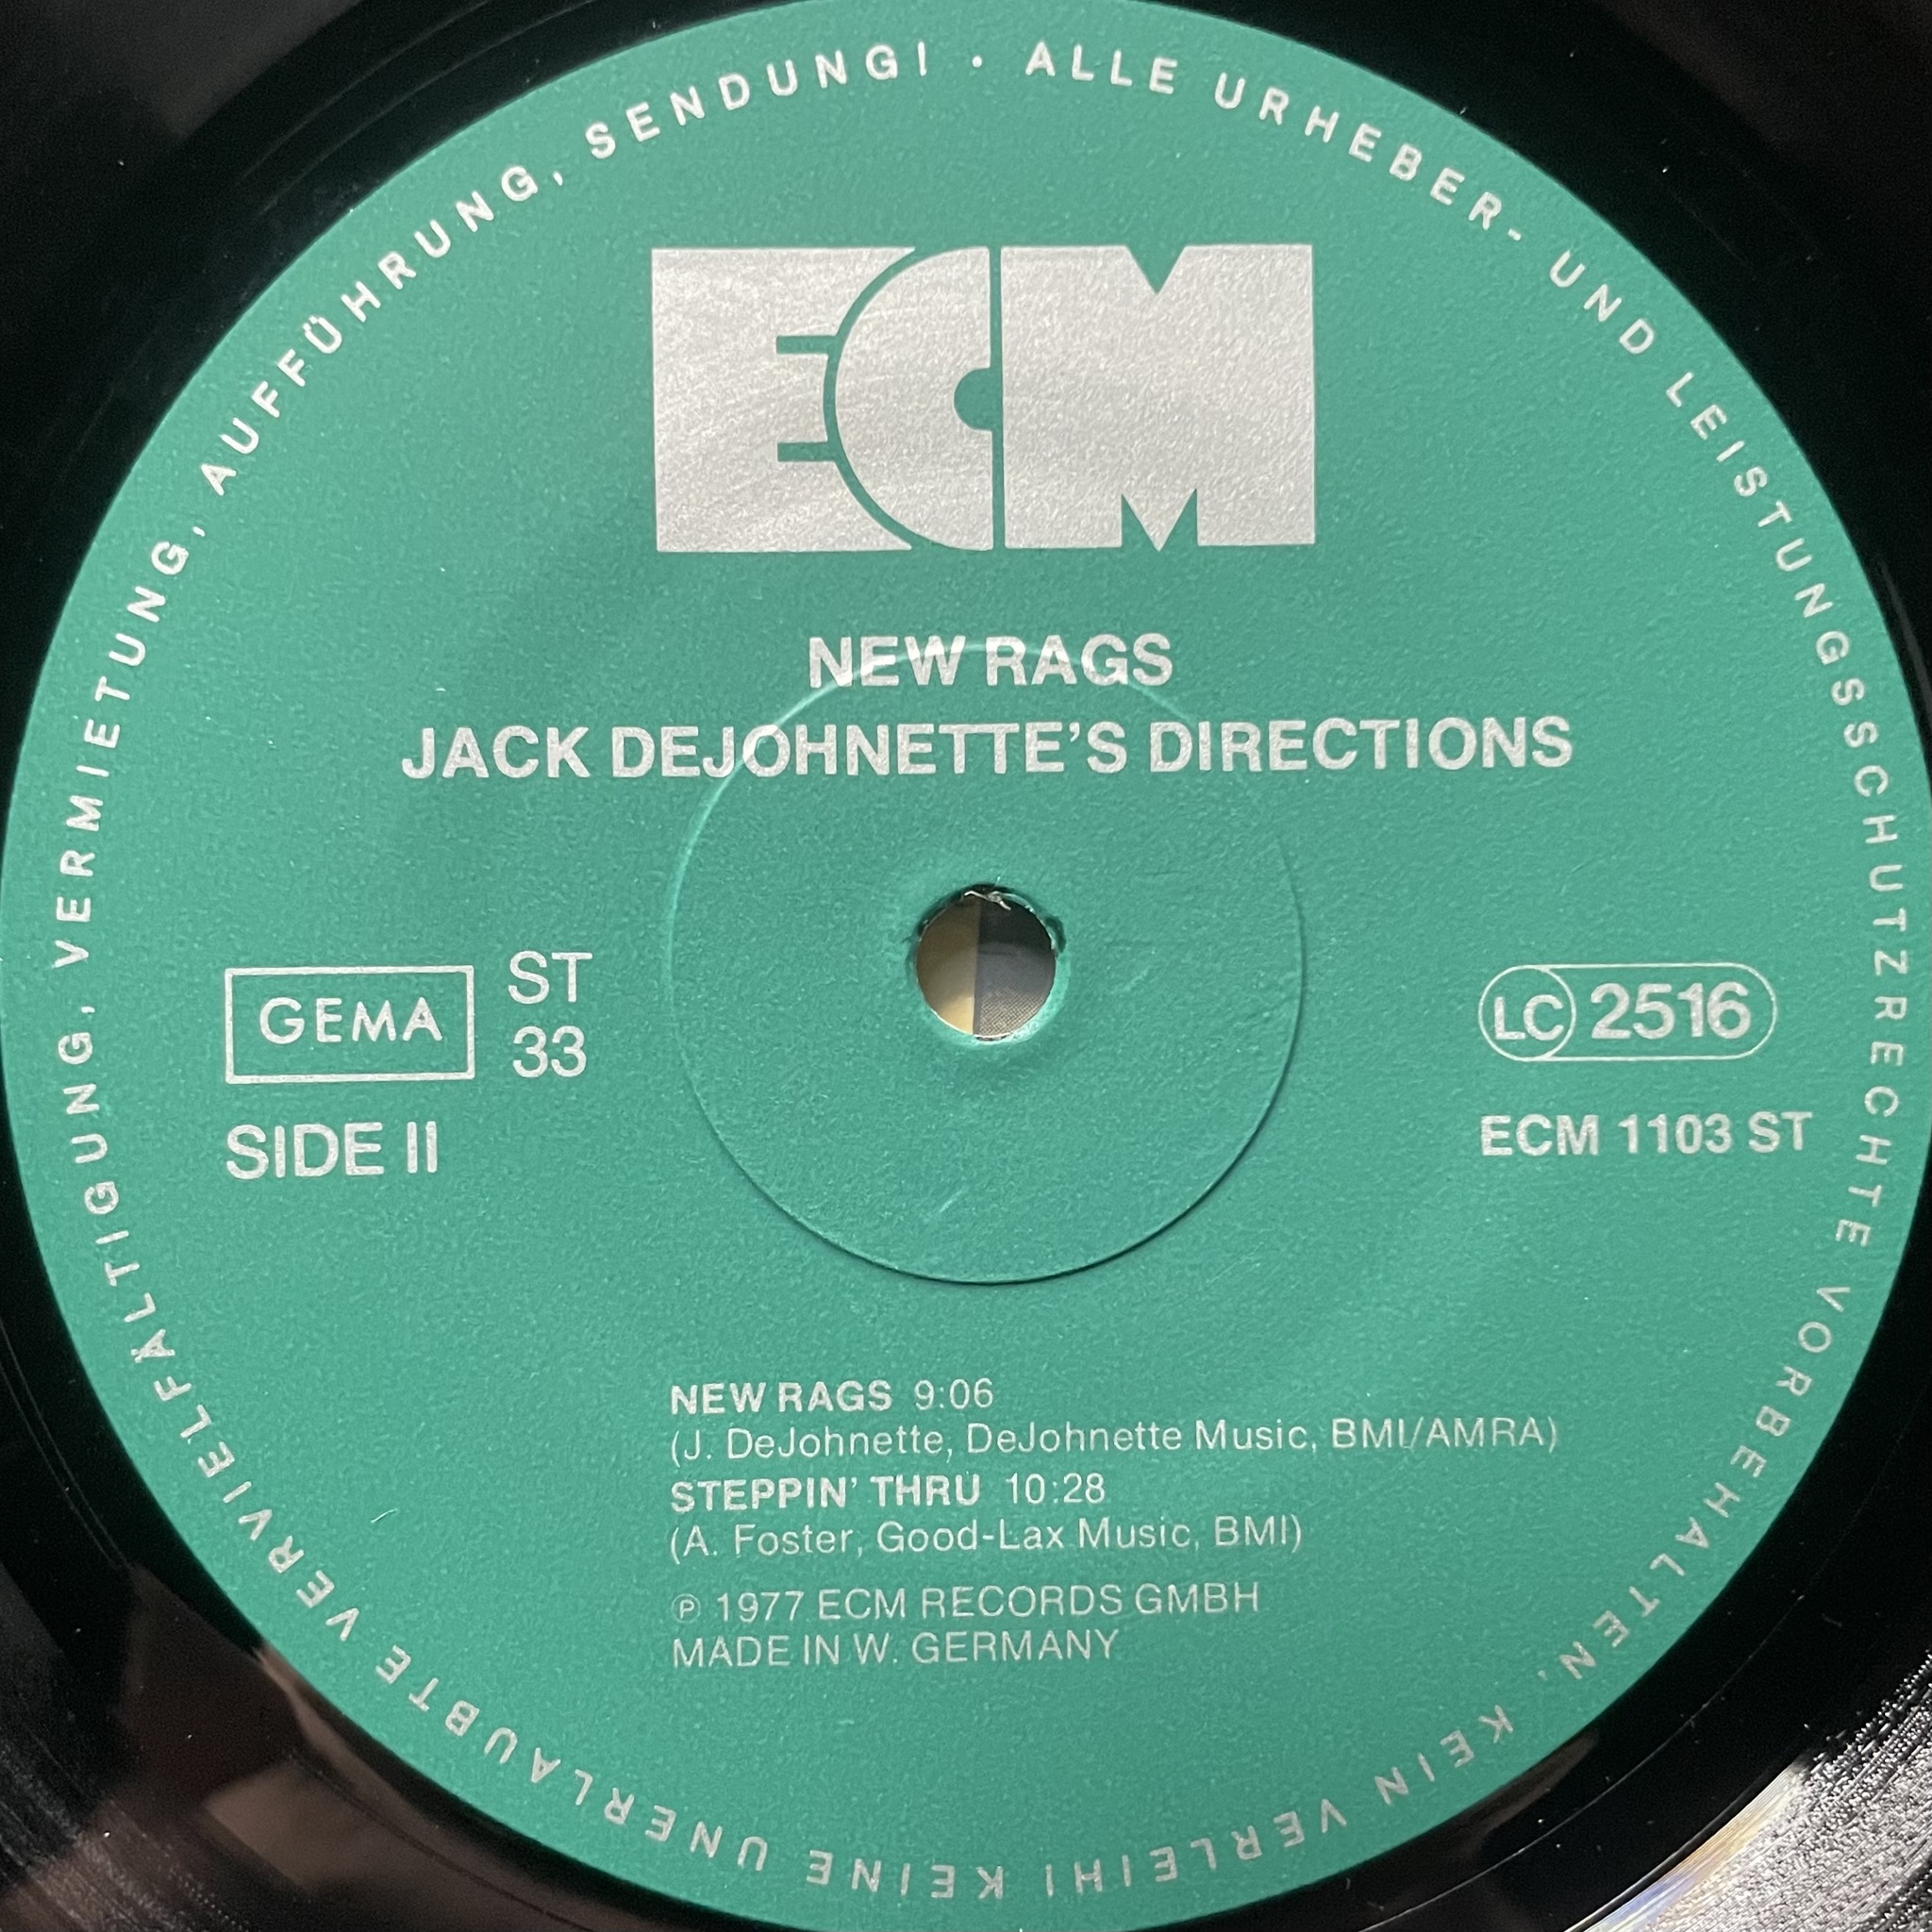 ALLE URHEBER- UND LEISTUNGSSCHUTZRECHTE VORBEHALTEN, KEIN VERLEIH! KEINE UNERLAUBTE VERVIELFÄLTIGUNG, VERMIETUNG, AUFFÜHRUNG, SENDUNG! ·
ECM
NEW RAGS
JACK DEJOHNETTE'S DIRECTIONS
GEMA
ST
33
SIDE II
LC 2516
ECM 1103 ST
NEW RAGS 9:06
(J. DeJohnette, DeJohnette Music, BMI/AMRA)
STEPPIN' THRU 10:28
(A. Foster, Good-Lax Music, BMI)
℗ 1977 ECM RECORDS GMBH
MADE IN W. GERMANY